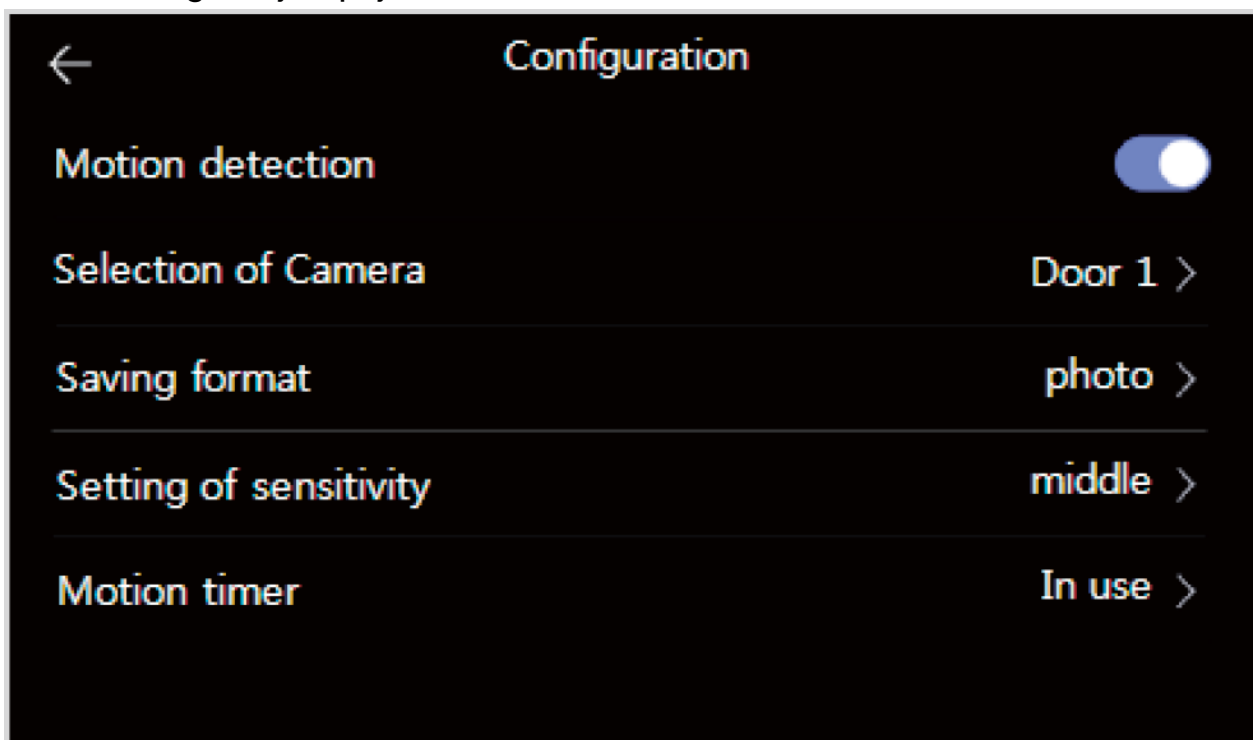 Configuration
Motion detection
Selection of Camera Door 1 >
Saving format photo >
Setting of sensitivity middle >
Motion timer In use >